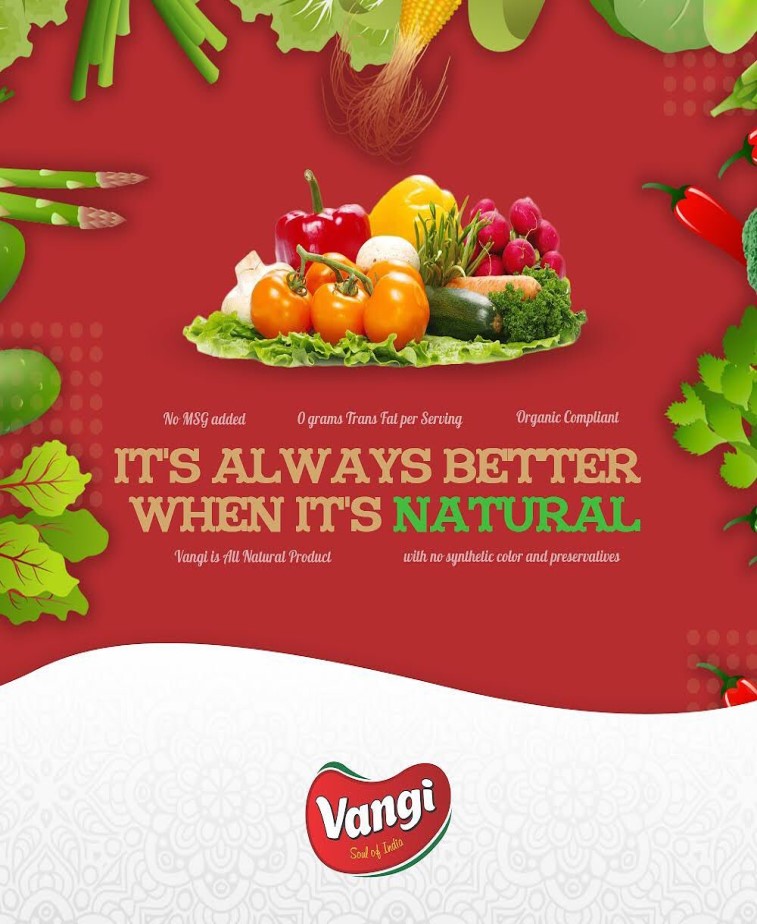 No MSG added 0 grams Trans Fat per Serving Organic Compliant
IT'S ALWAYS BETTER
WHEN IT'S NATURAL
Vangi is All Natural Product with no synthetic color and preservatives
Vangi
Soul of India